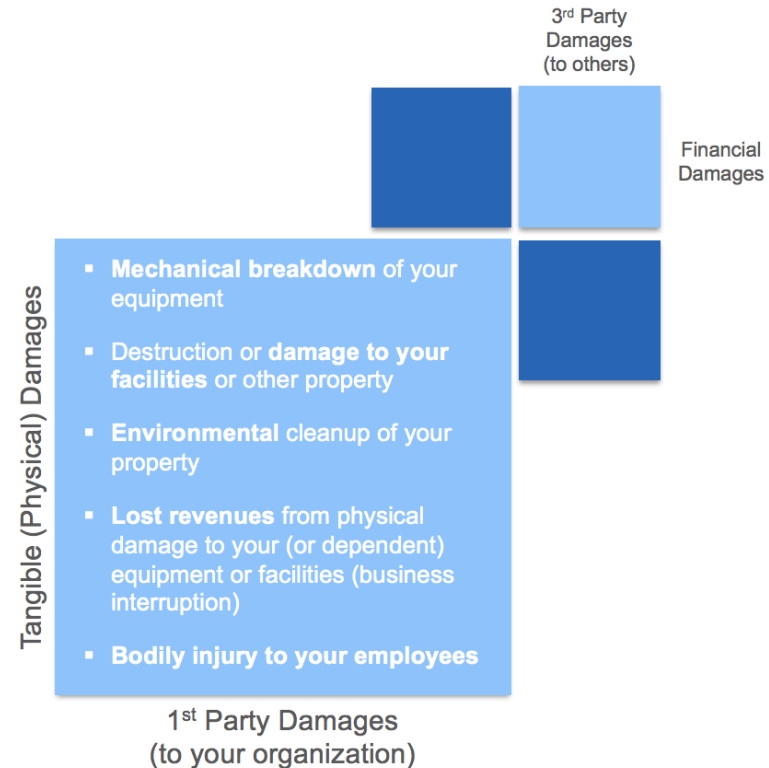 3rd Party
Damages
(to others)
Financial
Damages
Tangible (Physical) Damages
▪ Mechanical breakdown of your
equipment
▪ Destruction or damage to your
facilities or other property
▪ Environmental cleanup of your
property
▪ Lost revenues from physical
damage to your (or dependent)
equipment or facilities (business
interruption)
▪ Bodily injury to your employees
1st Party Damages
(to your organization)